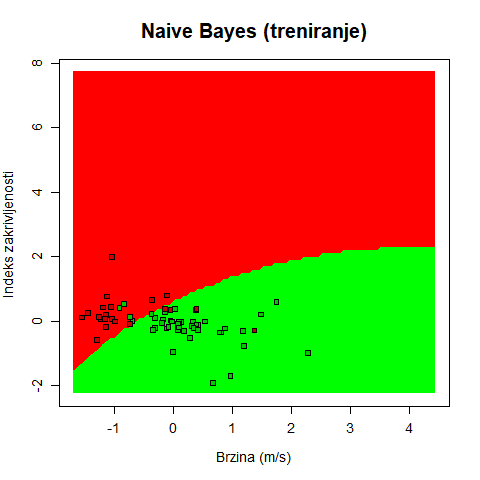 Naive Bayes (treniranje)
Indeks zakrivljenosti
8
6
4
2
0
-2
-1 0 1 2 3 4
Brzina (m/s)